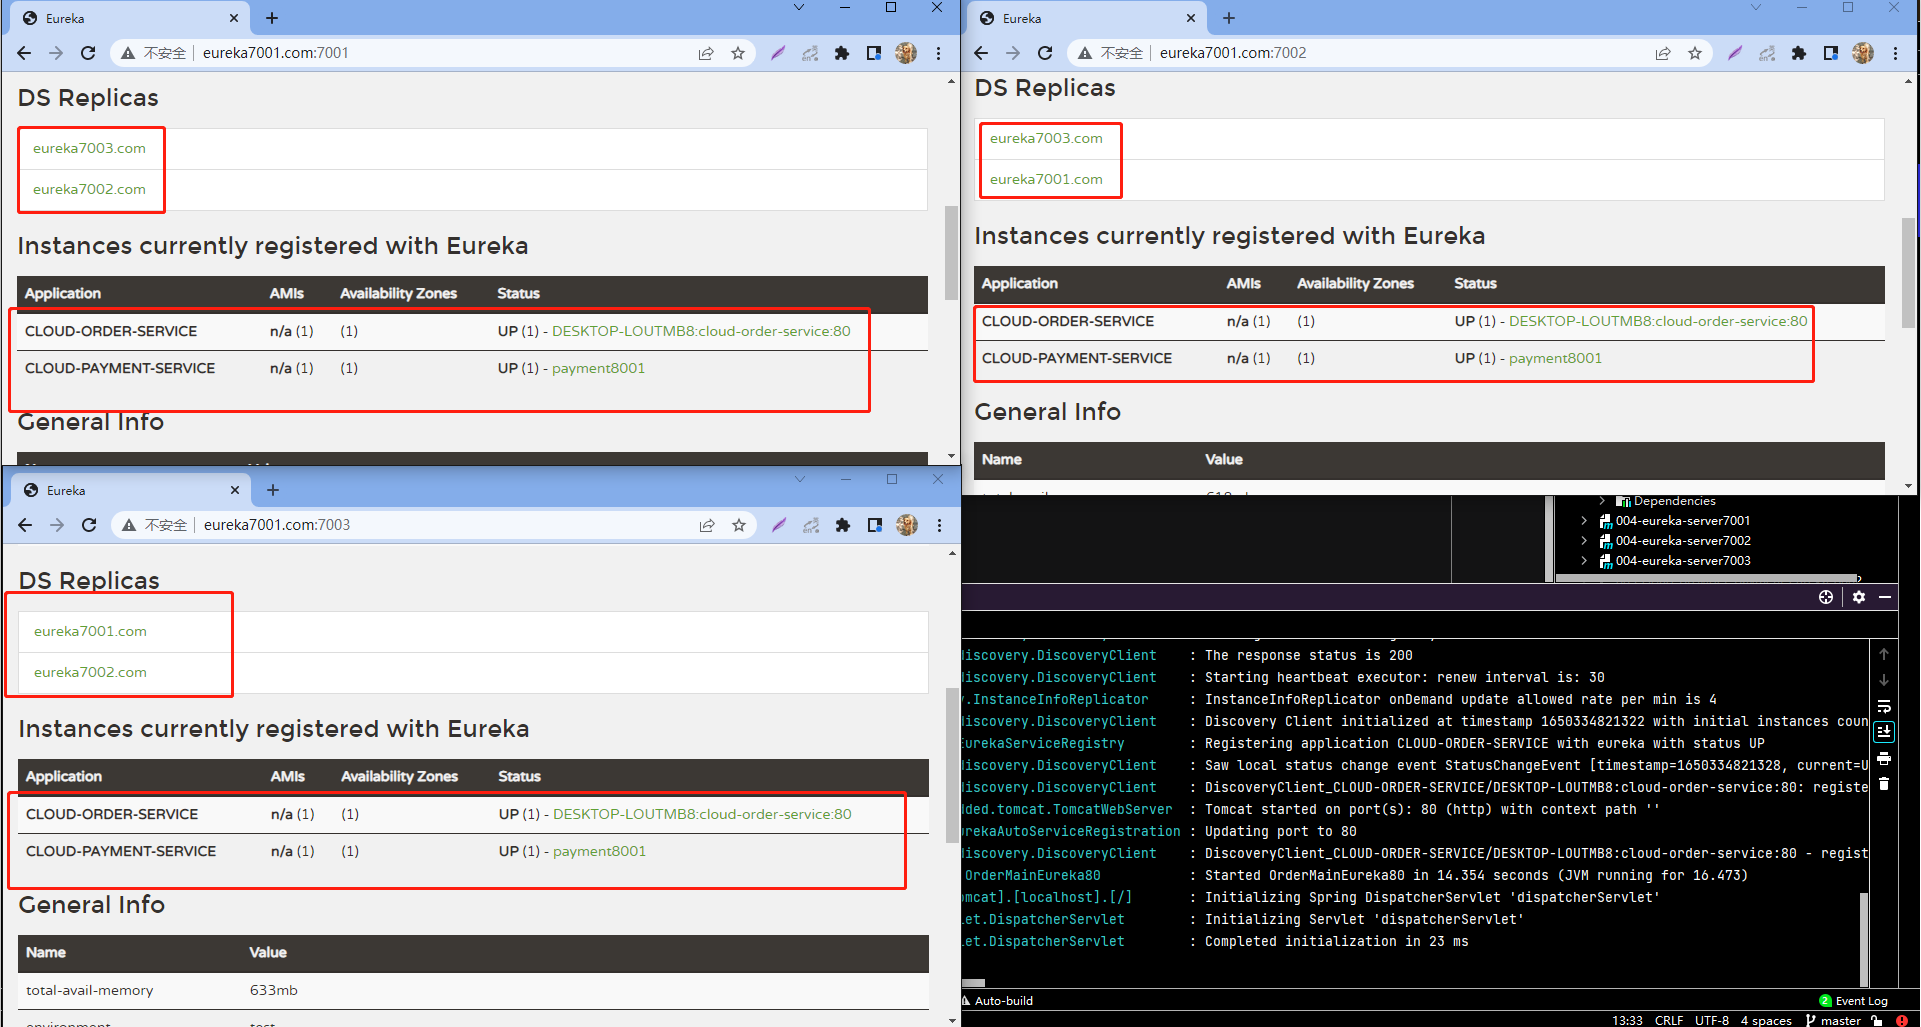 Eureka
不安全 eureka7001.com:7001
DS Replicas
eureka7003.com
eureka7002.com
Instances currently registered with Eureka
Application AMIs Availability Zones Status
CLOUD-ORDER-SERVICE n/a (1) (1) UP (1) - DESKTOP-LOUTMB8:cloud-order-service:80
CLOUD-PAYMENT-SERVICE n/a (1) (1) UP (1) - payment8001
General Info
Eureka
不安全 eureka7001.com:7002
DS Replicas
eureka7003.com
eureka7001.com
Instances currently registered with Eureka
Application AMIs Availability Zones Status
CLOUD-ORDER-SERVICE n/a (1) (1) UP (1) - DESKTOP-LOUTMB8:cloud-order-service:80
CLOUD-PAYMENT-SERVICE n/a (1) (1) UP (1) - payment8001
General Info
Name Value
Eureka
不安全 eureka7001.com:7003
DS Replicas
eureka7001.com
eureka7002.com
Instances currently registered with Eureka
Application AMIs Availability Zones Status
CLOUD-ORDER-SERVICE n/a (1) (1) UP (1) - DESKTOP-LOUTMB8:cloud-order-service:80
CLOUD-PAYMENT-SERVICE n/a (1) (1) UP (1) - payment8001
General Info
Name Value
total-avail-memory 633mb
environment test
Dependencies
004-eureka-server7001
004-eureka-server7002
004-eureka-server7003
discovery.DiscoveryClient : The response status is 200
discovery.DiscoveryClient : Starting heartbeat executor: renew interval is: 30
.InstanceInfoReplicator : InstanceInfoReplicator onDemand update allowed rate per min is 4
discovery.DiscoveryClient : Discovery Client initialized at timestamp 1650334821322 with initial instances coun
EurekaServiceRegistry : Registering application CLOUD-ORDER-SERVICE with eureka with status UP
discovery.DiscoveryClient : Saw local status change event StatusChangeEvent [timestamp=1650334821328, current=U
discovery.DiscoveryClient : DiscoveryClient_CLOUD-ORDER-SERVICE/DESKTOP-LOUTMB8:cloud-order-service:80: registe
dded.tomcat.TomcatWebServer : Tomcat started on port(s): 80 (http) with context path ''
urekaAutoServiceRegistration : Updating port to 80
discovery.DiscoveryClient : DiscoveryClient_CLOUD-ORDER-SERVICE/DESKTOP-LOUTMB8:cloud-order-service:80 - regist
OrderMainEureka80 : Started OrderMainEureka80 in 14.354 seconds (JVM running for 16.473)
omcat].[localhost].[/] : Initializing Spring DispatcherServlet 'dispatcherServlet'
let.DispatcherServlet : Initializing Servlet 'dispatcherServlet'
let.DispatcherServlet : Completed initialization in 23 ms
Auto-build
2 Event Log
13:33 CRLF UTF-8 4 spaces master